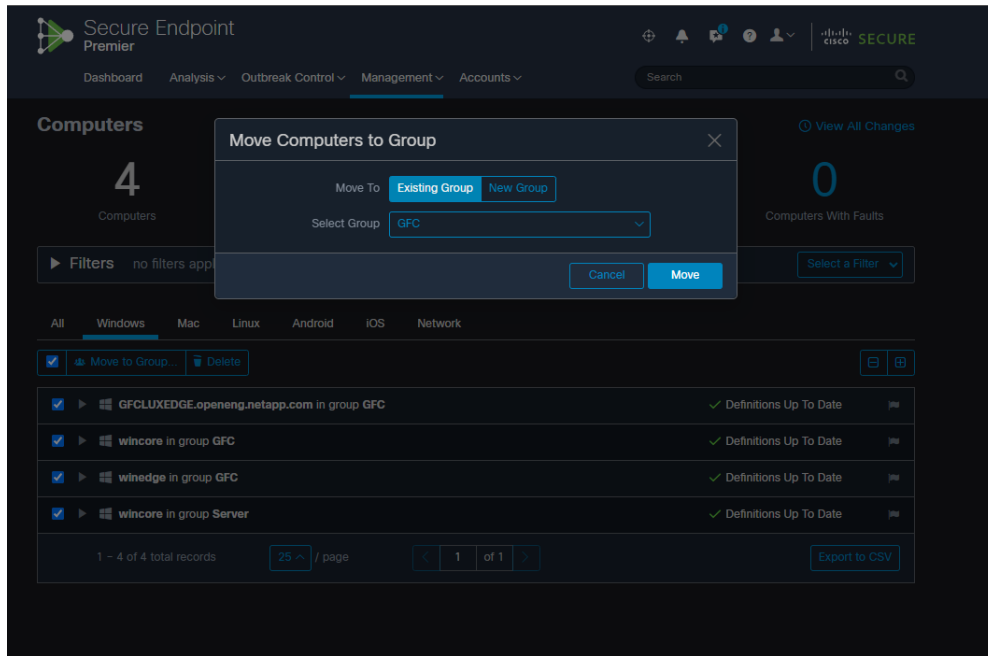 Secure Endpoint
Premier
cisco SECURE
Dashboard Analysis Outbreak Control Management Accounts Search
Computers
View All Changes
4
Computers
0
Computers With Faults
Move Computers to Group
Move To Existing Group New Group
Select Group GFC
Cancel Move
Filters no filters appl
Select a Filter
All Windows Mac Linux Android iOS Network
Move to Group... Delete
GFCLUXEDGE.openeng.netapp.com in group GFC Definitions Up To Date
wincore in group GFC Definitions Up To Date
winedge in group GFC Definitions Up To Date
wincore in group Server Definitions Up To Date
1 – 4 of 4 total records 25 / page 1 of 1 Export to CSV